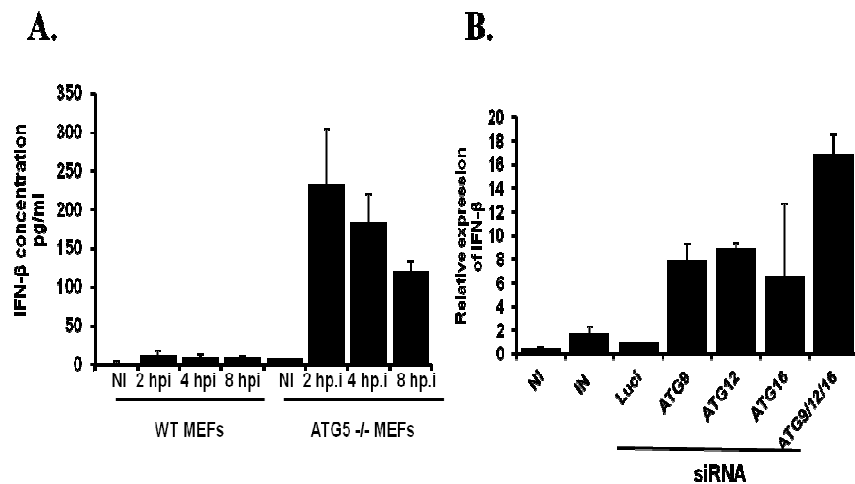 A.
IFN-β concentration
pg/ml
350
300
250
200
150
100
50
0
NI 2 hpi 4 hpi 8 hpi NI 2 hp.i 4 hp.i 8 hp.i
WT MEFs ATG5 -/- MEFs
B.
Relative expression
of IFN-β
20
18
16
14
12
10
8
6
4
2
0
NI IN Luci ATG9 ATG12 ATG16 ATG9/12/16
siRNA